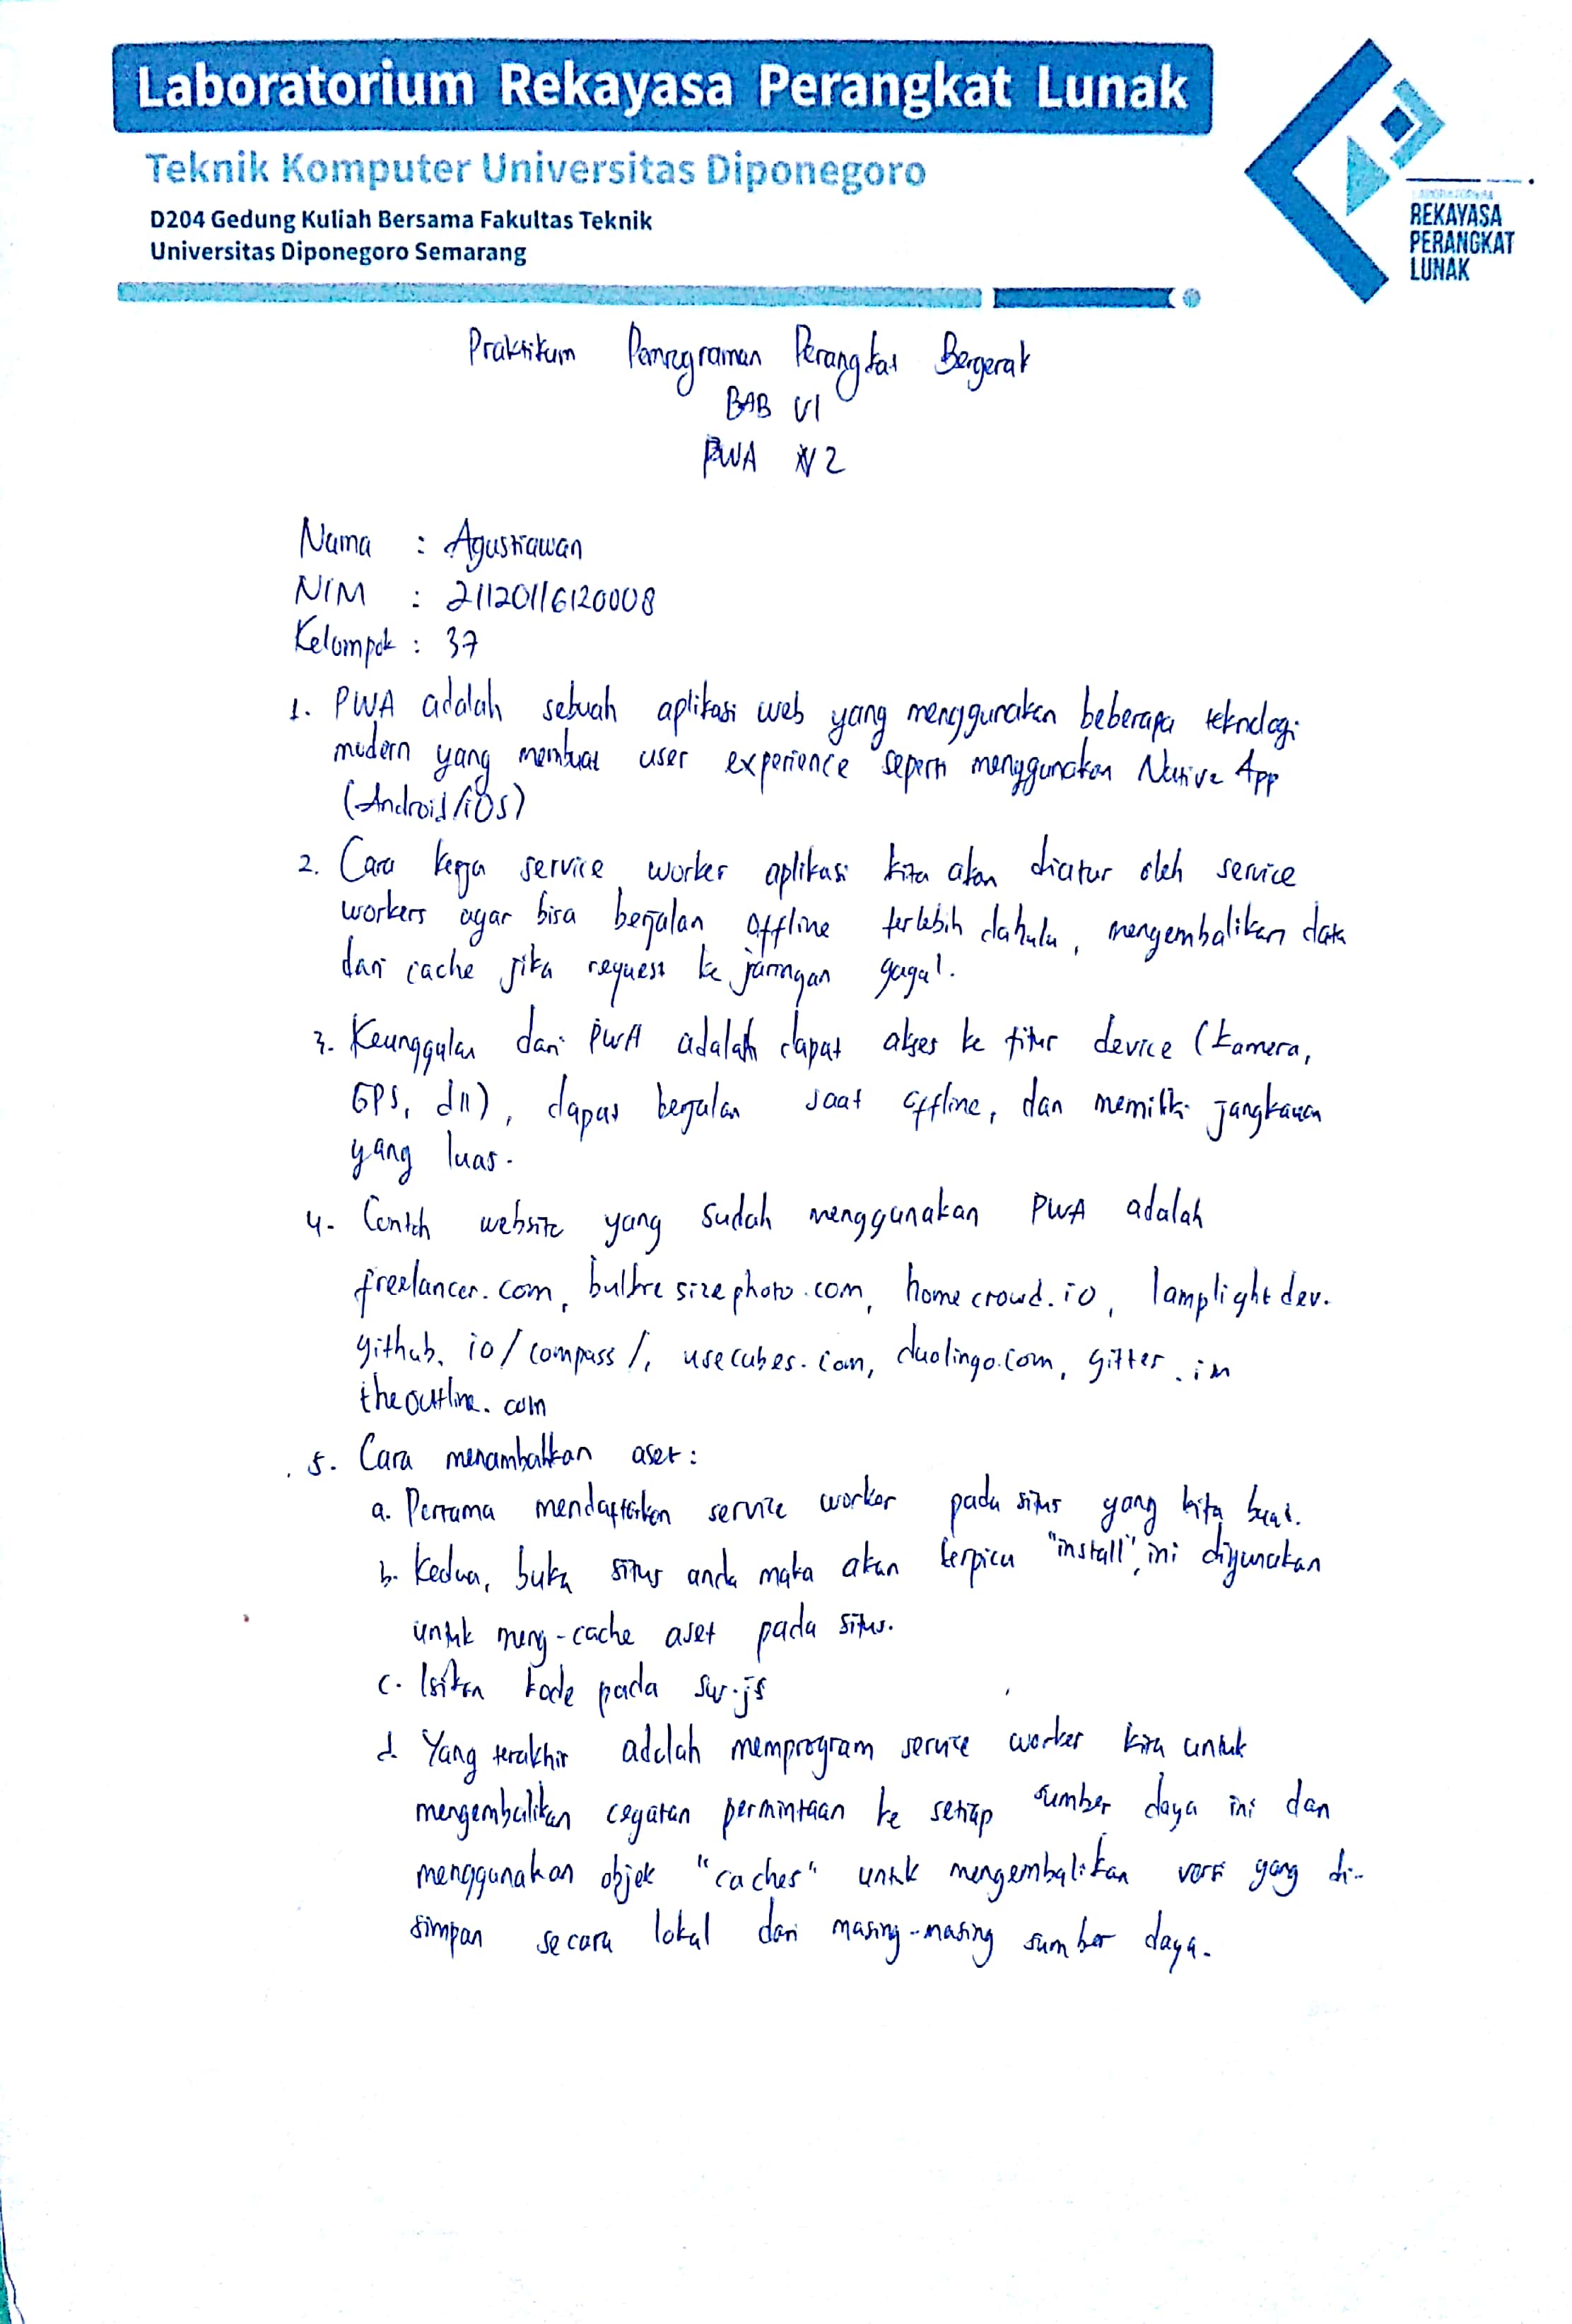 Laboratorium Rekayasa Perangkat Lunak
Teknik Komputer Universitas Diponegoro
D204 Gedung Kuliah Bersama Fakultas Teknik
Universitas Diponegoro Semarang
REKAYASA
PERANGKAT
LUNAK
Praktikum Pemrograman Perangkat Bergerak
BAB VI
PWA 2
Nama : Agustiawan
NIM : 21120116120008
Kelompok : 37
1. PWA adalah sebuah aplikasi web yang menggunakan beberapa teknologi
modern yang membuat user experience seperti menggunakan Native App
(Android/iOS)
2. Cara kerja service worker aplikasi kita akan diatur oleh service
workers agar bisa berjalan offline terlebih dahulu, mengembalikan data
dari cache jika request ke jaringan gagal.
3. Keunggulan dari PWA adalah dapat akses ke fitur device (kamera,
GPS, dll), dapat berjalan saat offline, dan memiliki jangkauan
yang luas.
4. Contoh website yang sudah menggunakan PWA adalah
freelancer.com, bulkresizephoto.com, homecrowd.io, lamplightdev.
github.io/compass/, usecubes.com, duolingo.com, gitter.im
theoutline.com
5. Cara menambahkan aset:
a. Pertama mendaftarkan service worker pada situs yang kita buat.
b. Kedua, buka situs anda maka akan terpicu "install", ini digunakan
untuk meng-cache aset pada situs.
c. Isikan kode pada sw.js
d. Yang terakhir adalah memprogram service worker kita untuk
mengembalikan cegatan permintaan ke setiap sumber daya ini dan
menggunakan objek "caches" untuk mengembalikan versi yang di-
simpan secara lokal dari masing-masing sumber daya.